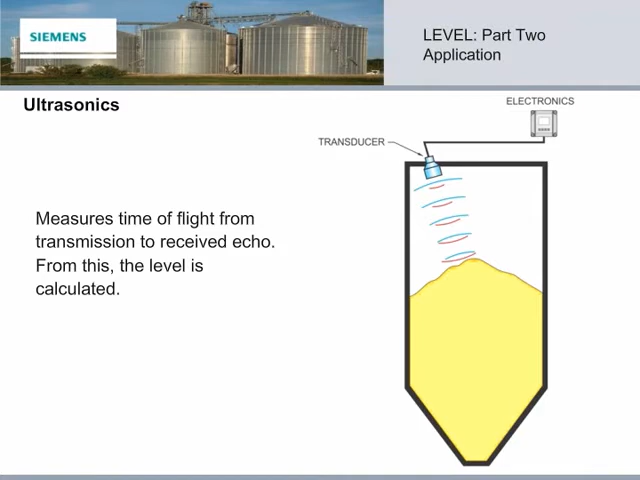 SIEMENS
LEVEL: Part Two
Application
Ultrasonics
ELECTRONICS
TRANSDUCER
Measures time of flight from
transmission to received echo.
From this, the level is
calculated.